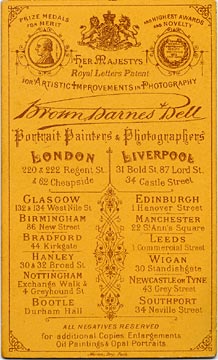 PRIZE MEDALS
AND
MERIT
AND HIGHEST AWARDS
AND
NOVELTY
HER MAJESTY'S
Royal Letters Patent
FOR ARTISTIC IMPROVEMENTS IN PHOTOGRAPHY
Brown, Barnes & Bell
Portrait Painters & Photographers
LONDON
220 & 222 Regent St.
& 62 Cheapside
LIVERPOOL
31 Bold St, 87 Lord St.
34 Castle Street
GLASGOW
132 & 134 West Nile St
BIRMINGHAM
86 New Street
BRADFORD
44 Kirkgate
HANLEY
30 & 32 Broad St.
NOTTINGHAM
Exchange Walk &
4 Greyhound St
BOOTLE
Durham Hall
EDINBURGH
1 Hanover Street
MANCHESTER
22 St Ann's Square
LEEDS
1 Commercial Street
WIGAN
30 Standishgate
NEWCASTLE ON TYNE
43 Grey Street
SOUTHPORT
34 Neville Street
ALL NEGATIVES RESERVED
for additional Copies Enlargements
Oil Paintings & Opal Portraits